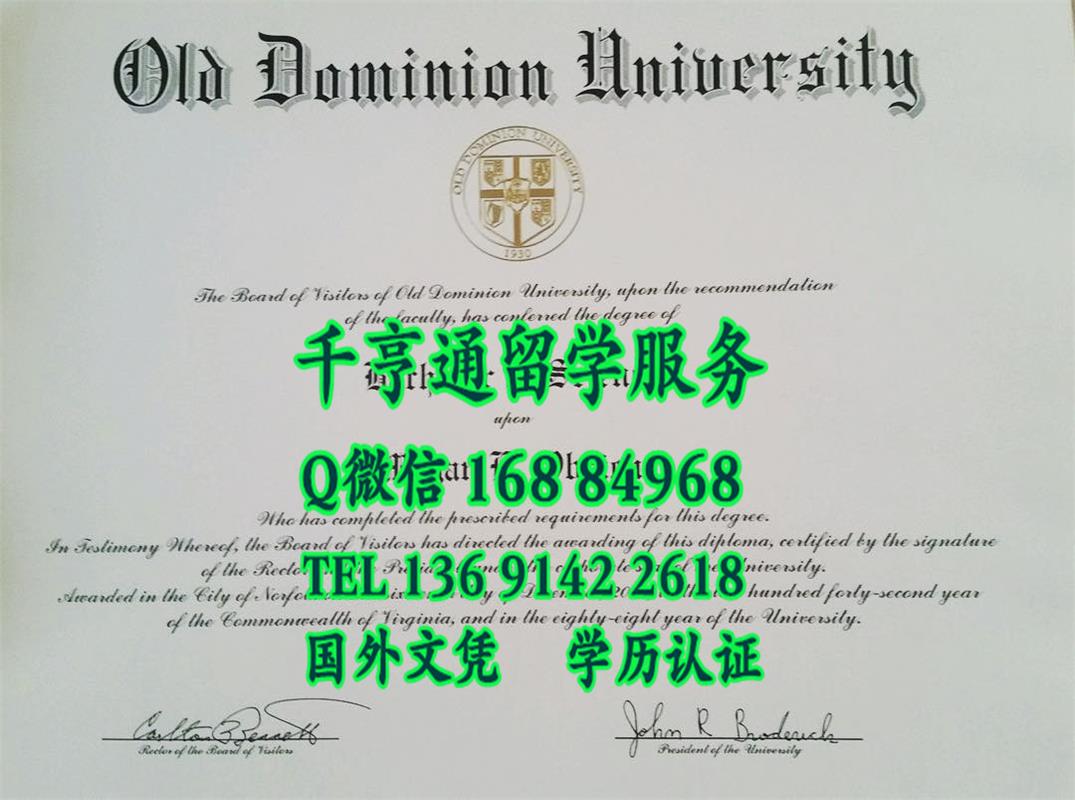 Old Dominion University
OLD DOMINION UNIVERSITY
1930
The Board of Visitors of Old Dominion University, upon the recommendation
of the faculty, has conferred the degree of
千亨通留学服务
upon
Q微信 168 84968
Who has completed the prescribed requirements for this degree.
In Testimony Whereof, the Board of Visitors has directed the awarding of this diploma, certified by the signature
of the University.
TEL 136 9142 2618
Awarded in the City of hundred forty-second year
of the Commonwealth of Virginia, and in the eighty-eight year of the University.
国外文凭 学历认证
Carlton Bennett John R Broderick
Rector of the Board of Visitors President of the University